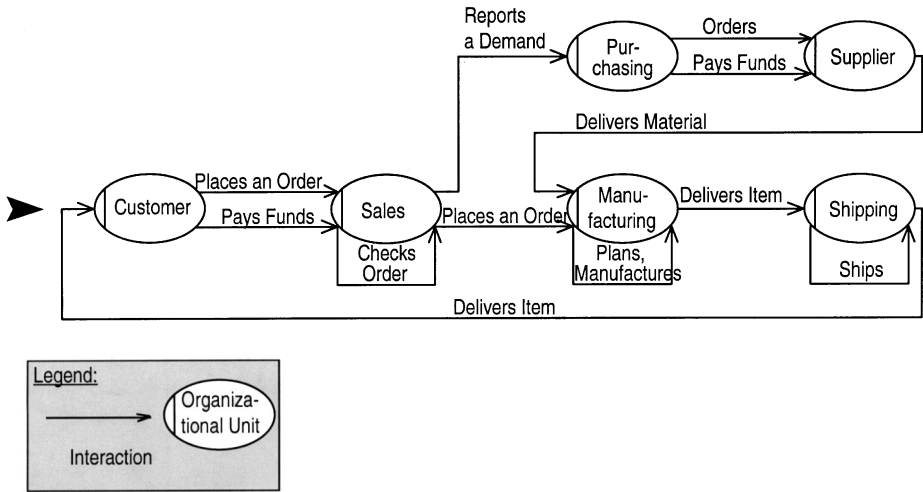 Reports
a Demand
Pur-
chasing
Orders
Pays Funds
Supplier
Delivers Material
Customer
Places an Order
Pays Funds
Sales
Checks
Order
Places an Order
Manu-
facturing
Plans,
Manufactures
Delivers Item
Shipping
Ships
Delivers Item
Legend:
Interaction
Organiza-
tional Unit